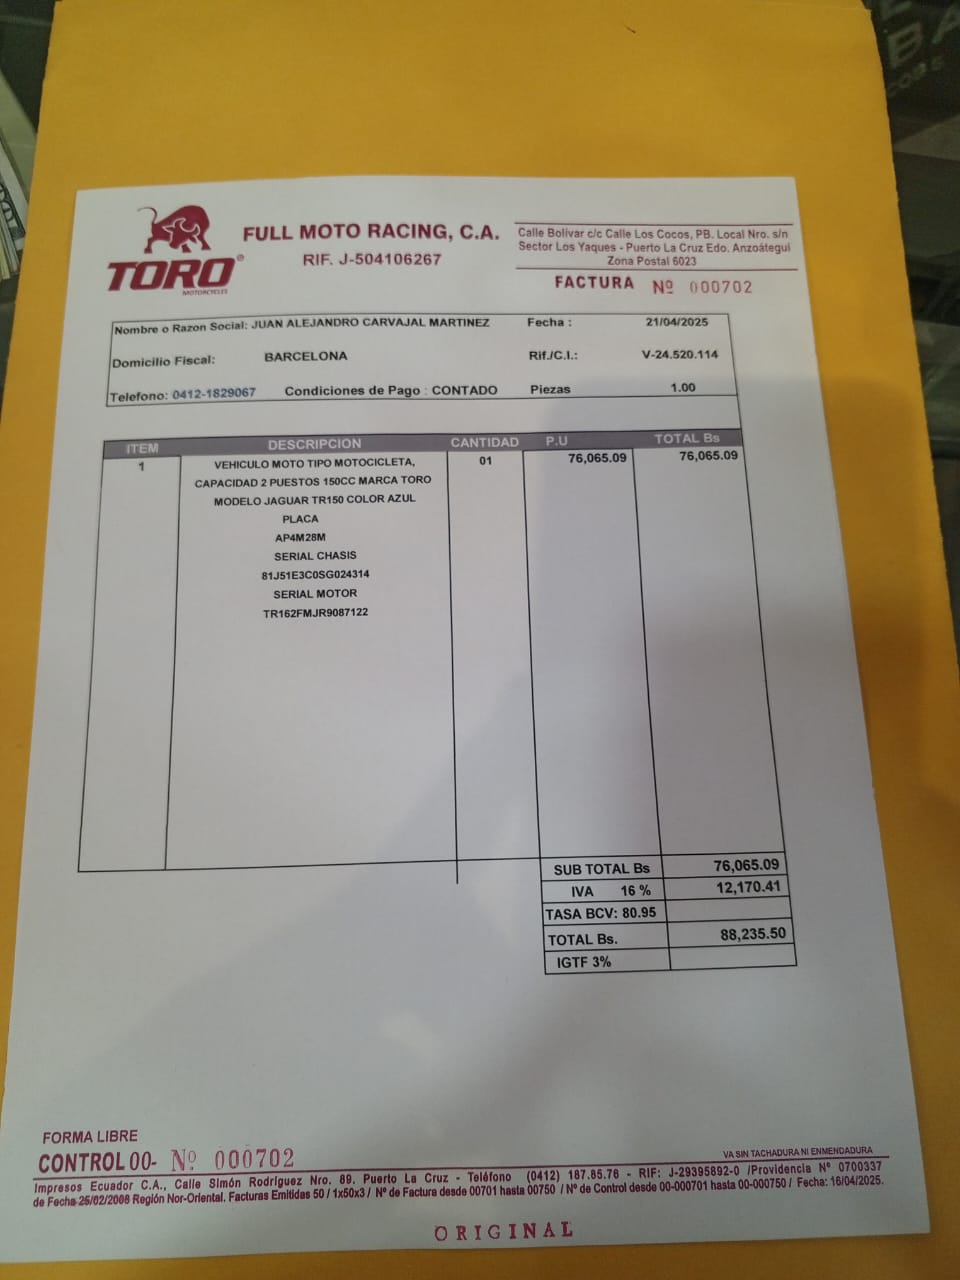 TORO®
MOTORCYCLES
FULL MOTO RACING, C.A.
RIF. J-504106267
Calle Bolívar c/c Calle Los Cocos, PB. Local Nro. s/n
Sector Los Yaques - Puerto La Cruz Edo. Anzoátegui
Zona Postal 6023
FACTURA Nº 000702
Nombre o Razon Social: JUAN ALEJANDRO CARVAJAL MARTINEZ Fecha : 21/04/2025
Domicilio Fiscal: BARCELONA Rif./C.I.: V-24.520.114
Telefono: 0412-1829067 Condiciones de Pago : CONTADO Piezas 1.00
ITEM DESCRIPCION CANTIDAD P.U TOTAL Bs
1 VEHICULO MOTO TIPO MOTOCICLETA, 01 76,065.09 76,065.09
CAPACIDAD 2 PUESTOS 150CC MARCA TORO
MODELO JAGUAR TR150 COLOR AZUL
PLACA
AP4M28M
SERIAL CHASIS
81J51E3C0SG024314
SERIAL MOTOR
TR162FMJR9087122
SUB TOTAL Bs 76,065.09
IVA 16 % 12,170.41
TASA BCV: 80.95
TOTAL Bs. 88,235.50
IGTF 3%
FORMA LIBRE
CONTROL 00- Nº 000702
VA SIN TACHADURA NI ENMENDADURA
Impresos Ecuador C.A., Calle Simón Rodríguez Nro. 89. Puerto La Cruz - Teléfono (0412) 187.85.76 - RIF: J-29395892-0 /Providencia Nº 0700337
de Fecha 25/02/2008 Región Nor-Oriental. Facturas Emitidas 50 / 1x50x3 / Nº de Factura desde 00701 hasta 00750 / Nº de Control desde 00-000701 hasta 00-000750 / Fecha: 16/04/2025.
ORIGINAL